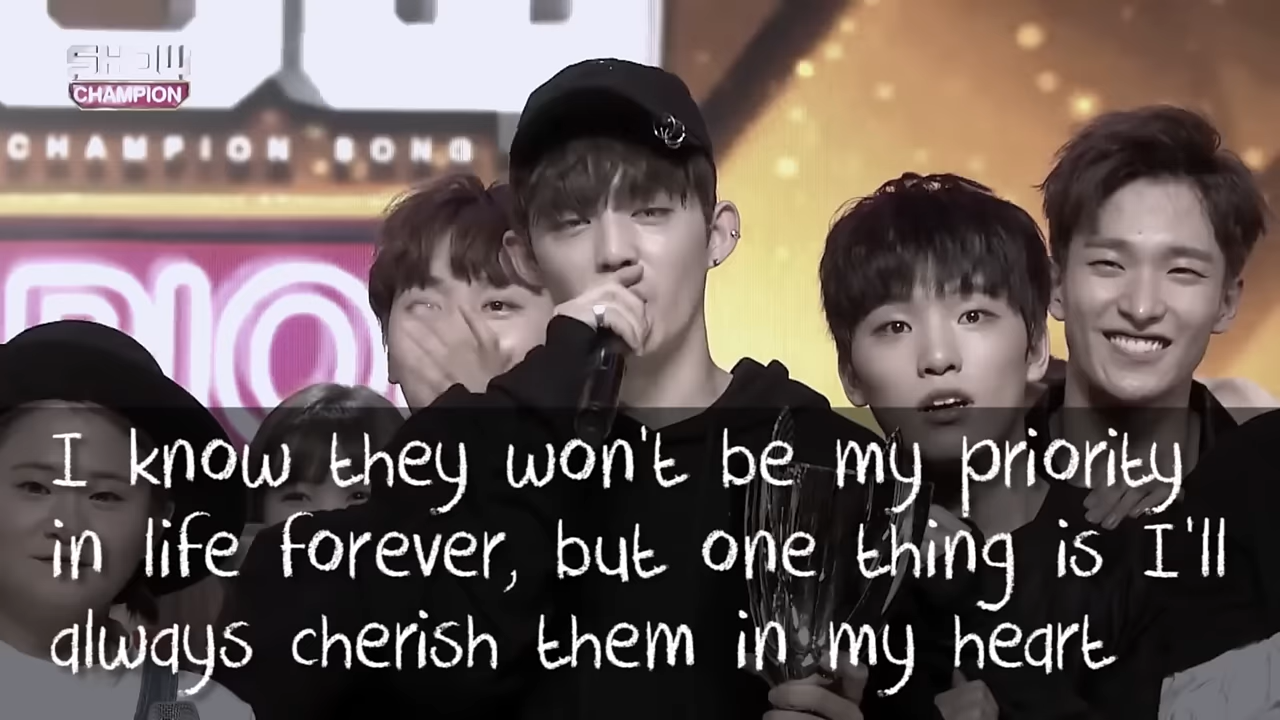 SHOW
CHAMPION
CHAMPION SONG
PIO
I know they won't be my priority
in life forever, but one thing is I'll
always cherish them in my heart